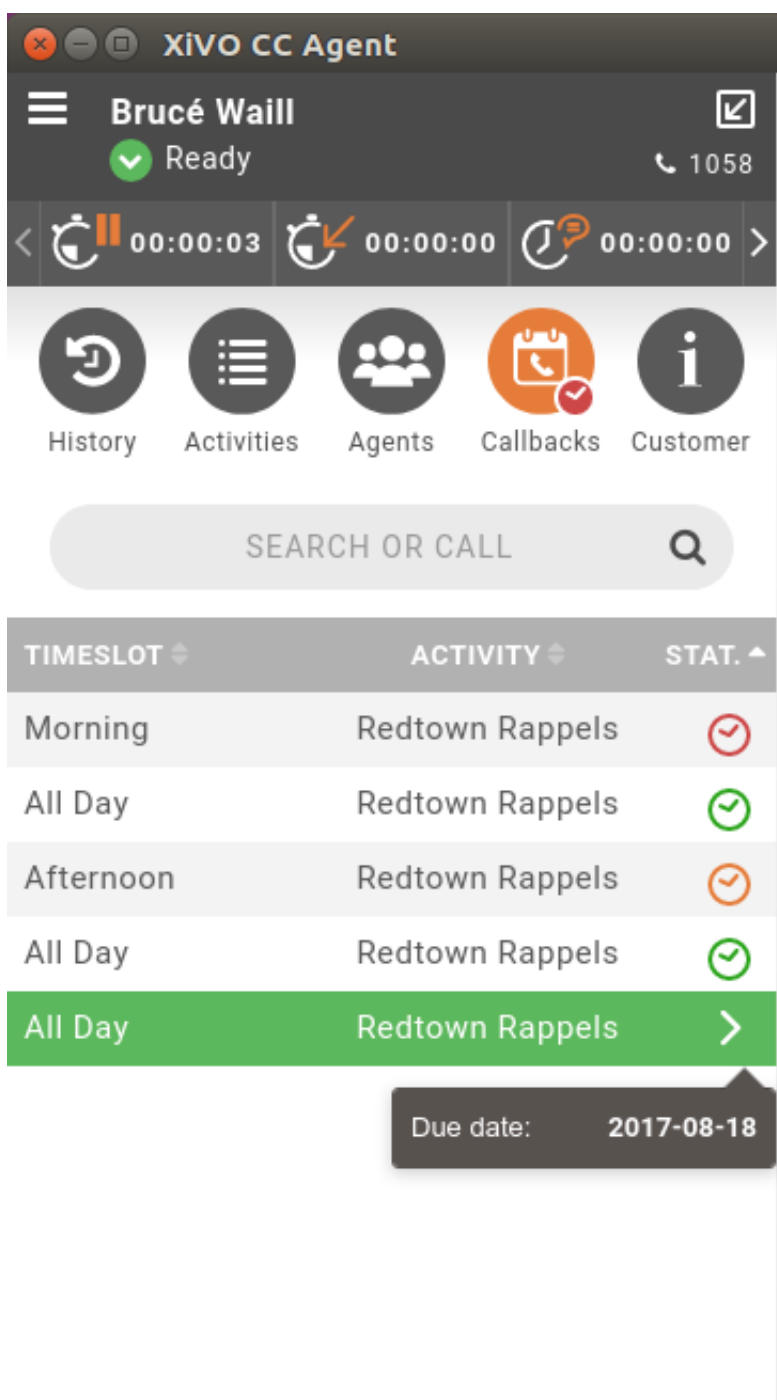 XiVO CC Agent
Brucé Waill
Ready
1058
00:00:03 00:00:00 00:00:00
History Activities Agents Callbacks Customer
SEARCH OR CALL
TIMESLOT ACTIVITY STAT.
Morning Redtown Rappels
All Day Redtown Rappels
Afternoon Redtown Rappels
All Day Redtown Rappels
All Day Redtown Rappels
Due date: 2017-08-18